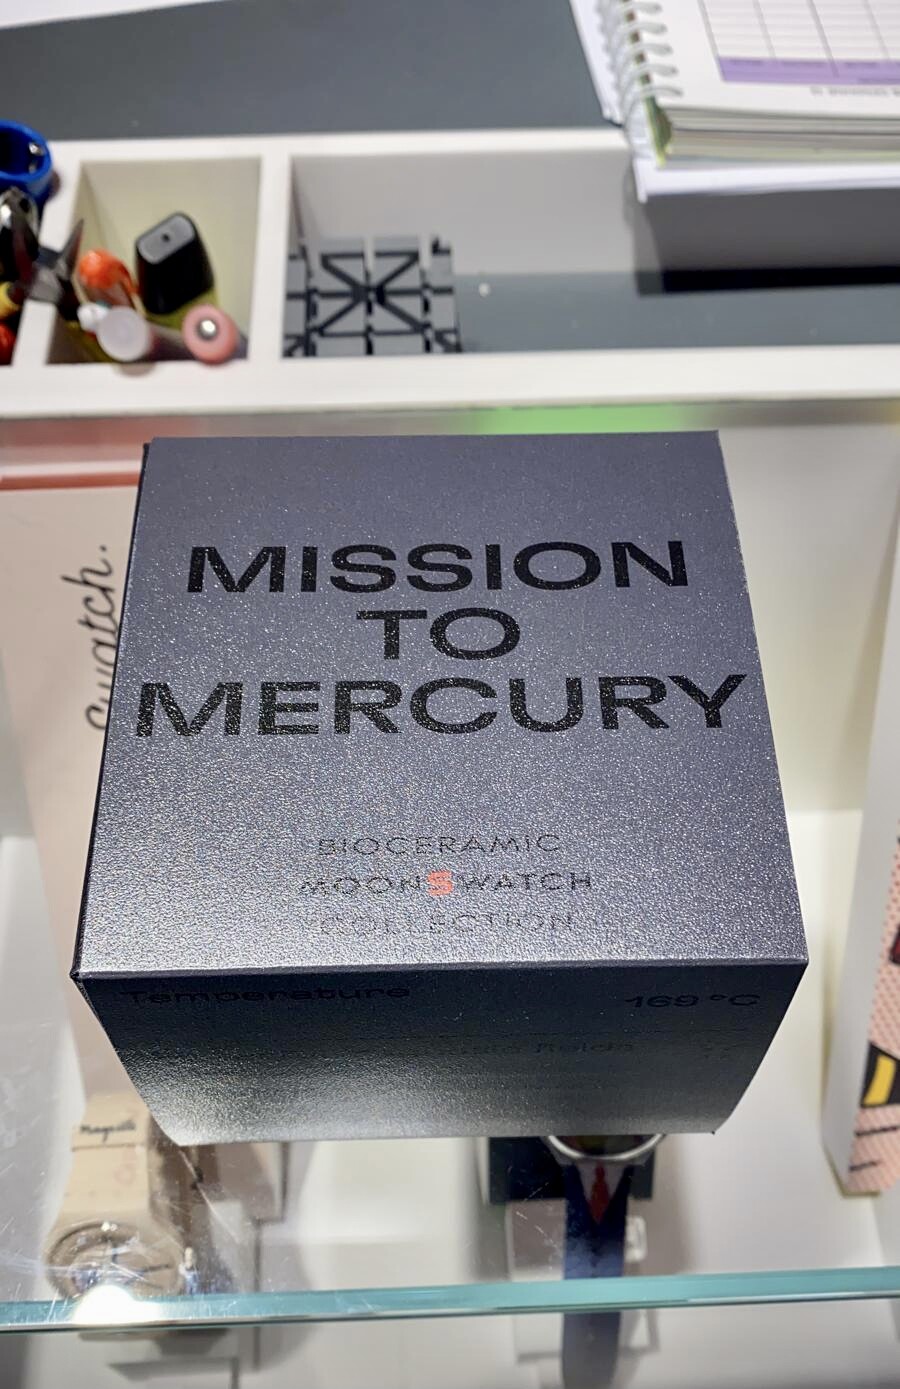 MISSION
TO
MERCURY
BIOCERAMIC
MOONSWATCH
COLLECTION
Temperature 169 °C
swatch.